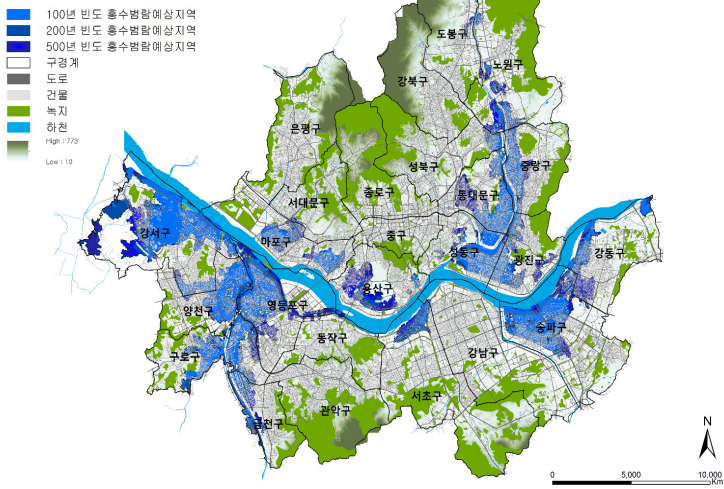 100년 빈도 홍수범람예상지역
200년 빈도 홍수범람예상지역
500년 빈도 홍수범람예상지역
구경계
도로
건물
녹지
하천
High : 773
Low : 10
도봉구
노원구
강북구
은평구
성북구
중랑구
종로구
동대문구
서대문구
강서구
마포구
중구
성동구
광진구
강동구
용산구
양천구
영등포구
동작구
송파구
구로구
강남구
서초구
관악구
금천구
N
0 5,000 10,000
Km